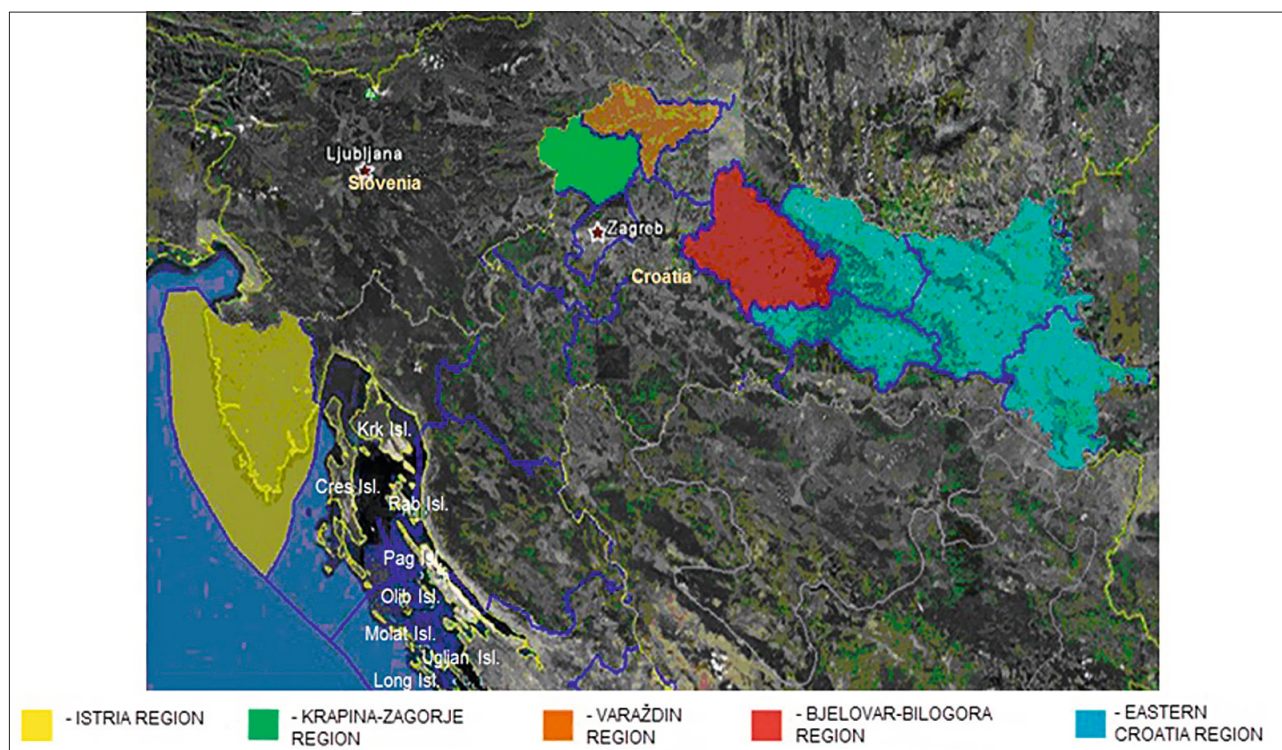 Ljubljana
Slovenia
Zagreb
Croatia
Krk Isl.
Cres Isl.
Rab Isl.
Pag Isl.
Olib Isl.
Molat Isl.
Ugljan Isl.
Long Isl.
- ISTRIA REGION
- KRAPINA-ZAGORJE
REGION
- VARAŽDIN
REGION
- BJELOVAR-BILOGORA
REGION
- EASTERN
CROATIA REGION